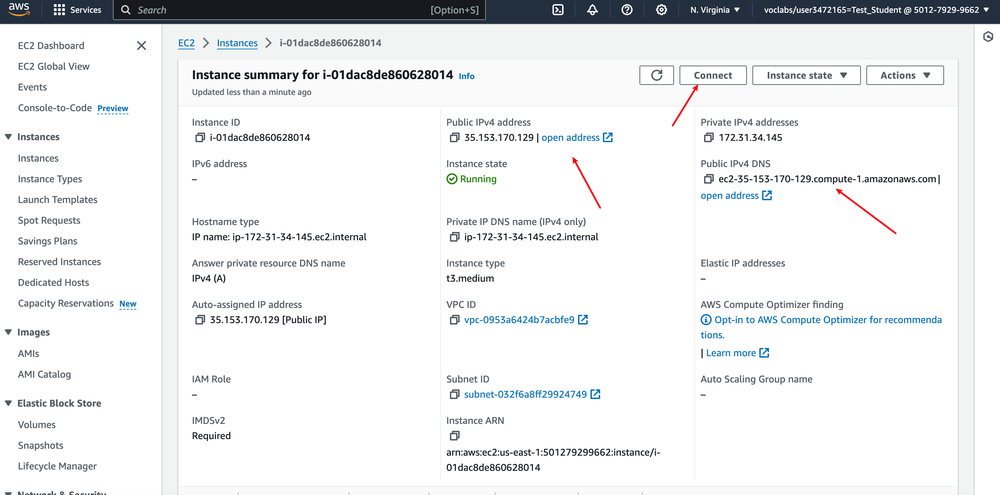 aws Services Search [Option+S] N. Virginia voclabs/user3472165=Test_Student @ 5012-7929-9662
EC2 Dashboard
EC2 Global View
Events
Console-to-Code Preview
Instances
Instances
Instance Types
Launch Templates
Spot Requests
Savings Plans
Reserved Instances
Dedicated Hosts
Capacity Reservations New
Images
AMIs
AMI Catalog
Elastic Block Store
Volumes
Snapshots
Lifecycle Manager
Network & Security
EC2 Instances i-01dac8de860628014
Instance summary for i-01dac8de860628014 Info
Updated less than a minute ago
Connect Instance state Actions
Instance ID
i-01dac8de860628014
Public IPv4 address
35.153.170.129 | open address
Private IPv4 addresses
172.31.34.145
IPv6 address
–
Instance state
Running
Public IPv4 DNS
ec2-35-153-170-129.compute-1.amazonaws.com |
open address
Hostname type
IP name: ip-172-31-34-145.ec2.internal
Private IP DNS name (IPv4 only)
ip-172-31-34-145.ec2.internal
Answer private resource DNS name
IPv4 (A)
Instance type
t3.medium
Elastic IP addresses
–
Auto-assigned IP address
35.153.170.129 [Public IP]
VPC ID
vpc-0953a6424b7acbfe9
AWS Compute Optimizer finding
Opt-in to AWS Compute Optimizer for recommenda
tions.
| Learn more
IAM Role
–
Subnet ID
subnet-032f6a8ff29924749
Auto Scaling Group name
–
IMDSv2
Required
Instance ARN
arn:aws:ec2:us-east-1:501279299662:instance/i-
01dac8de860628014